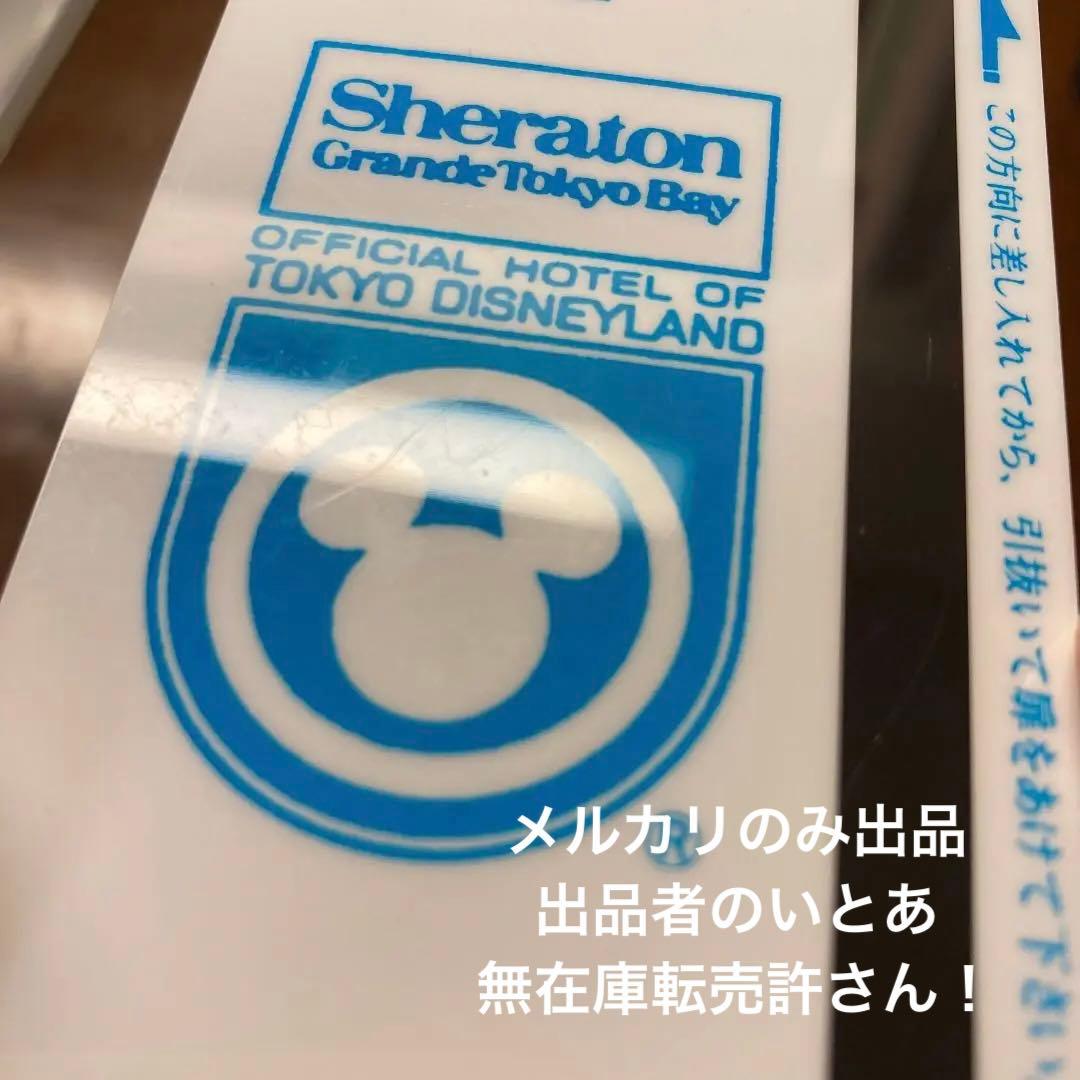 Sheraton
Grande Tokyo Bay
OFFICIAL HOTEL OF
TOKYO DISNEYLAND
®
この方向に差し入れてから、引抜いて扉をあけて下さい
メルカリのみ出品
出品者のいとあ
無在庫転売許さん！